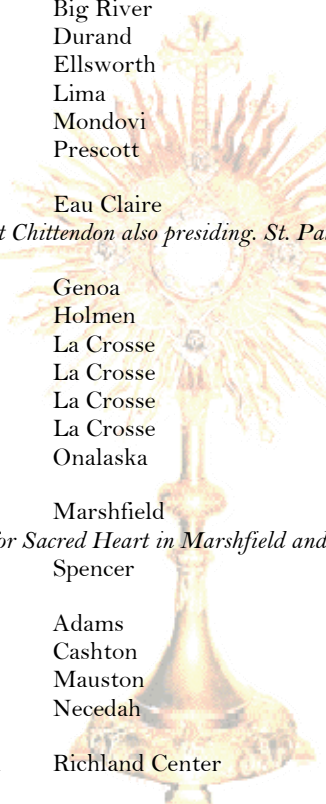 Big River
Durand
Ellsworth
Lima
Mondovi
Prescott
Eau Claire
Chittendon also presiding. St.
Genoa
Holmen
La Crosse
La Crosse
La Crosse
La Crosse
Onalaska
Marshfield
for Sacred Heart in Marshfield and
Spencer
Adams
Cashton
Mauston
Necedah
Richland Center